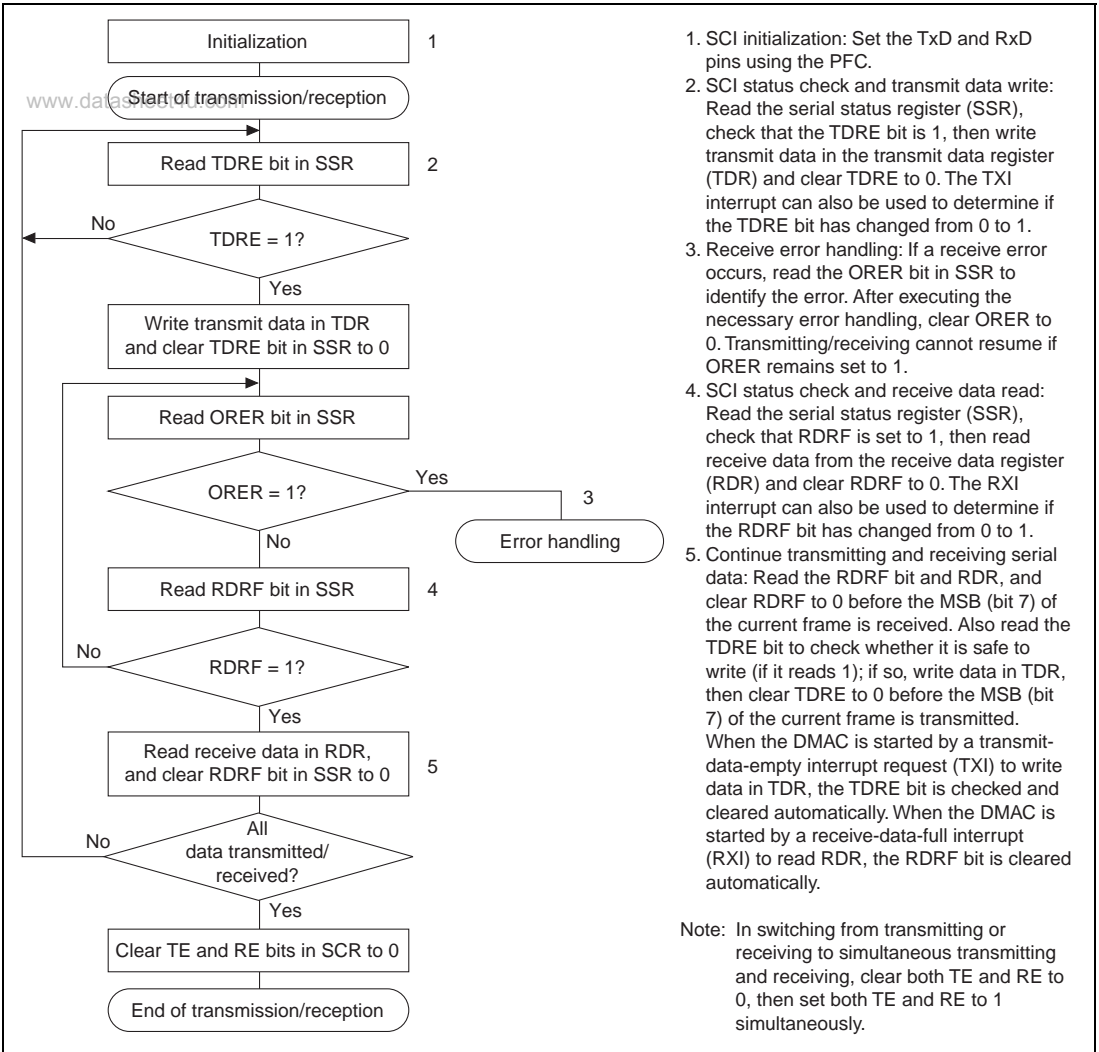 Initialization
1
www.datasheet4u.com
Start of transmission/reception
Read TDRE bit in SSR
2
No
TDRE = 1?
Yes
Write transmit data in TDR
and clear TDRE bit in SSR to 0
Read ORER bit in SSR
ORER = 1?
Yes
3
Error handling
No
Read RDRF bit in SSR
4
No
RDRF = 1?
Yes
Read receive data in RDR,
and clear RDRF bit in SSR to 0
5
No
All
data transmitted/
received?
Yes
Clear TE and RE bits in SCR to 0
End of transmission/reception
1. SCI initialization: Set the TxD and RxD
pins using the PFC.
2. SCI status check and transmit data write:
Read the serial status register (SSR),
check that the TDRE bit is 1, then write
transmit data in the transmit data register
(TDR) and clear TDRE to 0. The TXI
interrupt can also be used to determine if
the TDRE bit has changed from 0 to 1.
3. Receive error handling: If a receive error
occurs, read the ORER bit in SSR to
identify the error. After executing the
necessary error handling, clear ORER to
0. Transmitting/receiving cannot resume if
ORER remains set to 1.
4. SCI status check and receive data read:
Read the serial status register (SSR),
check that RDRF is set to 1, then read
receive data from the receive data register
(RDR) and clear RDRF to 0. The RXI
interrupt can also be used to determine if
the RDRF bit has changed from 0 to 1.
5. Continue transmitting and receiving serial
data: Read the RDRF bit and RDR, and
clear RDRF to 0 before the MSB (bit 7) of
the current frame is received. Also read the
TDRE bit to check whether it is safe to
write (if it reads 1); if so, write data in TDR,
then clear TDRE to 0 before the MSB (bit
7) of the current frame is transmitted.
When the DMAC is started by a transmit-
data-empty interrupt request (TXI) to write
data in TDR, the TDRE bit is checked and
cleared automatically. When the DMAC is
started by a receive-data-full interrupt
(RXI) to read RDR, the RDRF bit is cleared
automatically.
Note: In switching from transmitting or
receiving to simultaneous transmitting
and receiving, clear both TE and RE to
0, then set both TE and RE to 1
simultaneously.